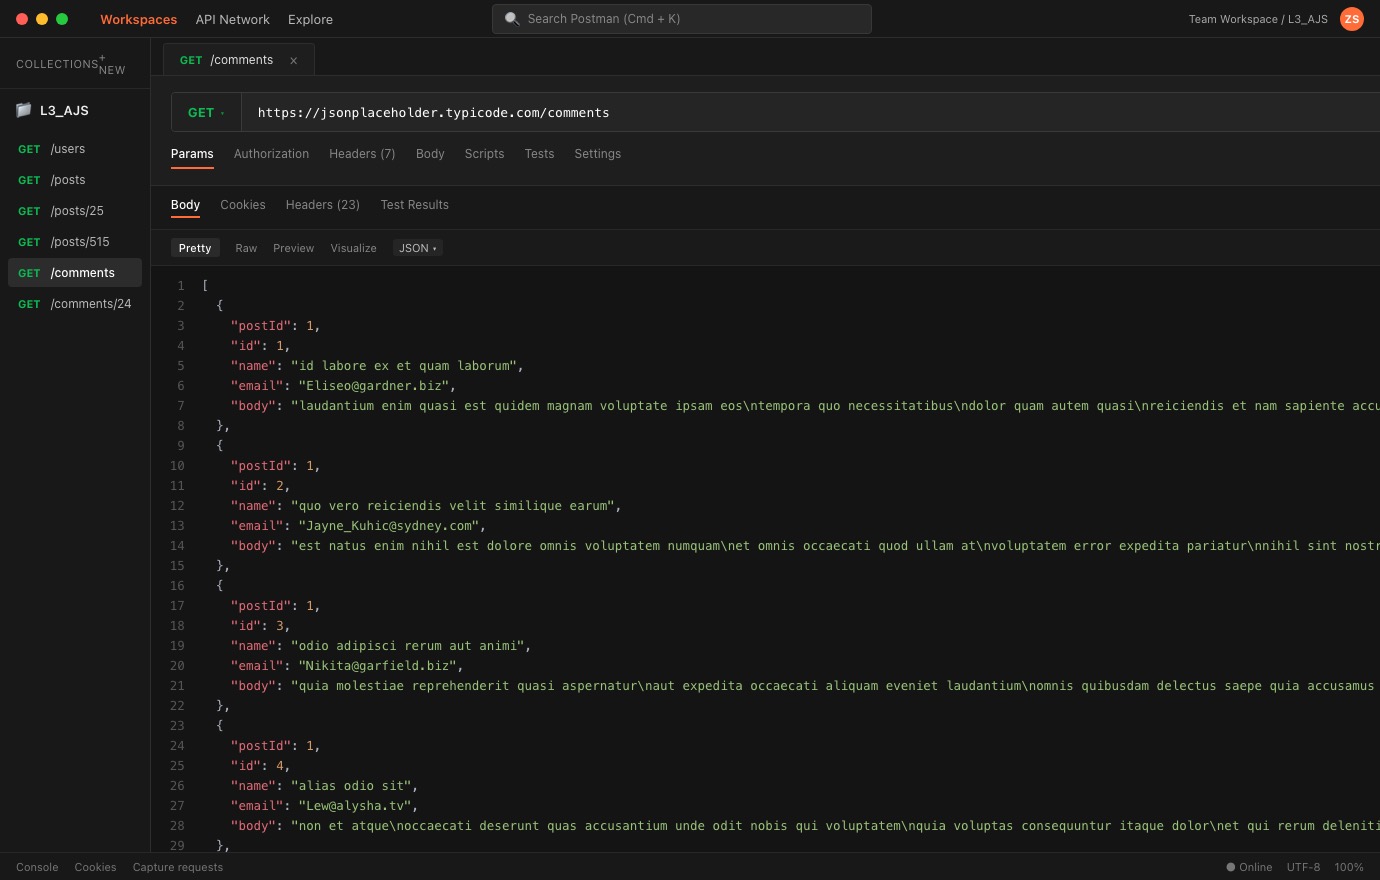 Workspaces API Network Explore Search Postman (Cmd + K) Team Workspace / L3_AJS ZS
COLLECTIONS + NEW
GET /comments ×
L3_AJS
GET /users
GET /posts
GET /posts/25
GET /posts/515
GET /comments
GET /comments/24
GET https://jsonplaceholder.typicode.com/comments
Params Authorization Headers (7) Body Scripts Tests Settings
Body Cookies Headers (23) Test Results
Pretty Raw Preview Visualize JSON
1 [
2 {
3 "postId": 1,
4 "id": 1,
5 "name": "id labore ex et quam laborum",
6 "email": "Eliseo@gardner.biz",
7 "body": "laudantium enim quasi est quidem magnam voluptate ipsam eos\ntempora quo necessitatibus\ndolor quam autem quasi\nreiciendis et nam sapiente accu
8 },
9 {
10 "postId": 1,
11 "id": 2,
12 "name": "quo vero reiciendis velit similique earum",
13 "email": "Jayne_Kuhic@sydney.com",
14 "body": "est natus enim nihil est dolore omnis voluptatem numquam\net omnis occaecati quod ullam at\nvoluptatem error expedita pariatur\nnihil sint nostr
15 },
16 {
17 "postId": 1,
18 "id": 3,
19 "name": "odio adipisci rerum aut animi",
20 "email": "Nikita@garfield.biz",
21 "body": "quia molestiae reprehenderit quasi aspernatur\naut expedita occaecati aliquam eveniet laudantium\nomnis quibusdam delectus saepe quia accusamus
22 },
23 {
24 "postId": 1,
25 "id": 4,
26 "name": "alias odio sit",
27 "email": "Lew@alysha.tv",
28 "body": "non et atque\noccaecati deserunt quas accusantium unde odit nobis qui voluptatem\nquia voluptas consequuntur itaque dolor\net qui rerum deleniti
29 },
Console Cookies Capture requests Online UTF-8 100%